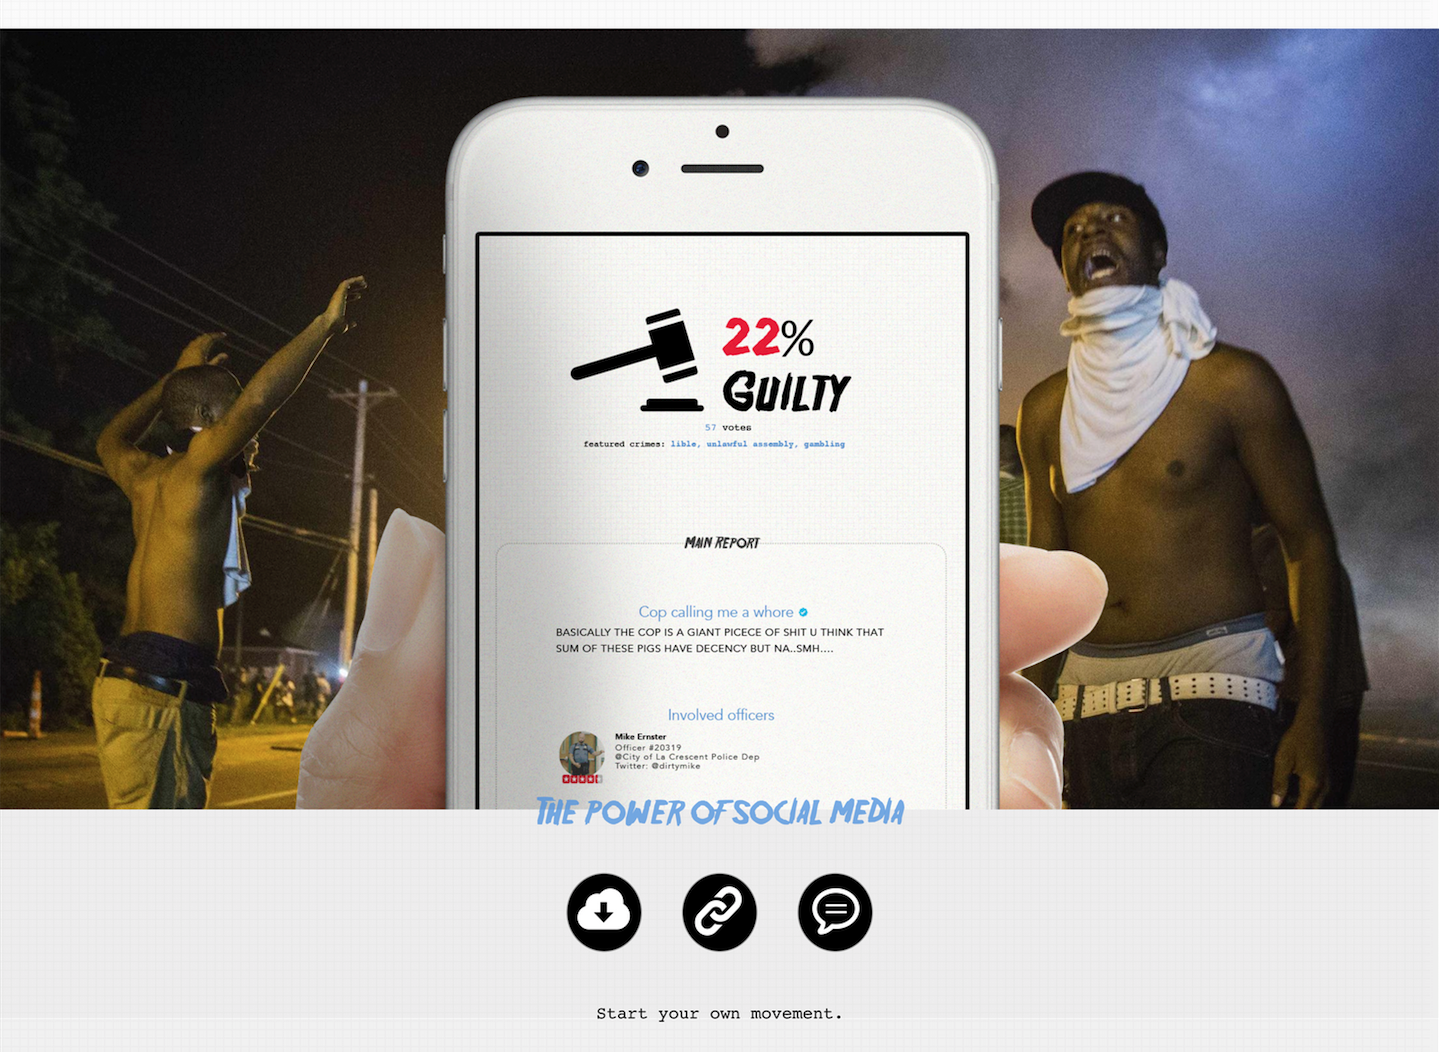 22%
GUILTY
57 votes
featured crimes: lible, unlawful assembly, gambling
MAIN REPORT
Cop calling me a whore
BASICALLY THE COP IS A GIANT PICECE OF SHIT U THINK THAT
SUM OF THESE PIGS HAVE DECENCY BUT NA..SMH....
Involved officers
Mike Ernster
Officer #20319
@City of La Crescent Police Dep
Twitter: @dirtymike
THE POWER OF SOCIAL MEDIA
Start your own movement.